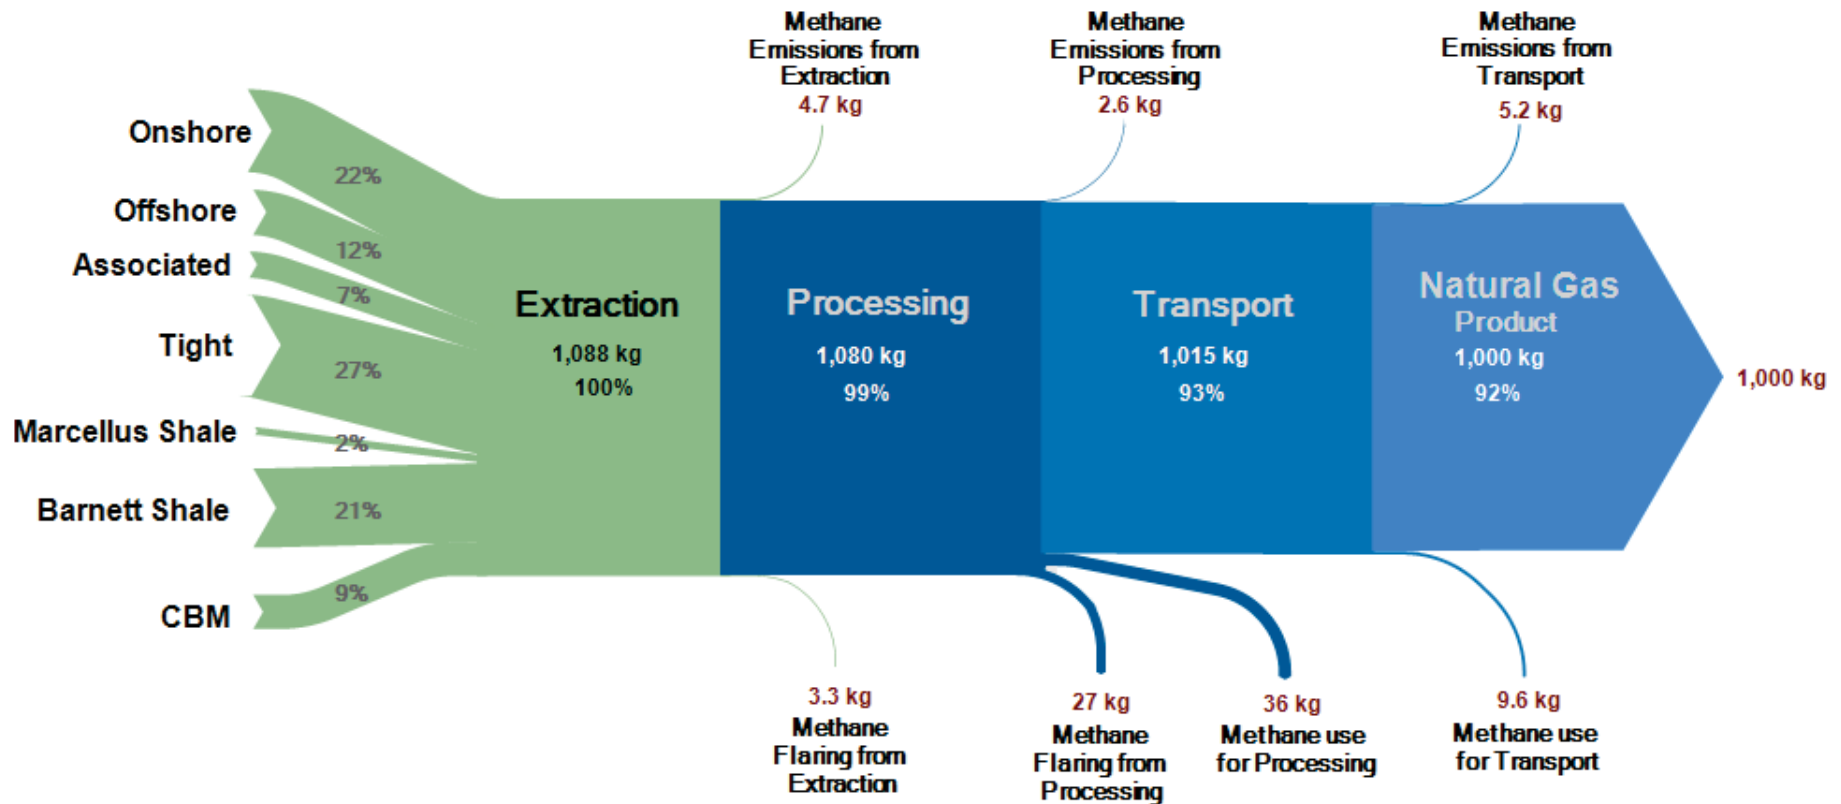 Methane
Emissions from
Extraction
4.7 kg
Methane
Emissions from
Processing
2.6 kg
Methane
Emissions from
Transport
5.2 kg
Onshore
22%
Offshore
12%
Associated
7%
Tight
27%
Marcellus Shale
2%
Barnett Shale
21%
CBM
9%
Extraction
1,088 kg
100%
Processing
1,080 kg
99%
Transport
1,015 kg
93%
Natural Gas
Product
1,000 kg
92%
1,000 kg
3.3 kg
Methane
Flaring from
Extraction
27 kg
Methane
Flaring from
Processing
36 kg
Methane use
for Processing
9.6 kg
Methane use
for Transport